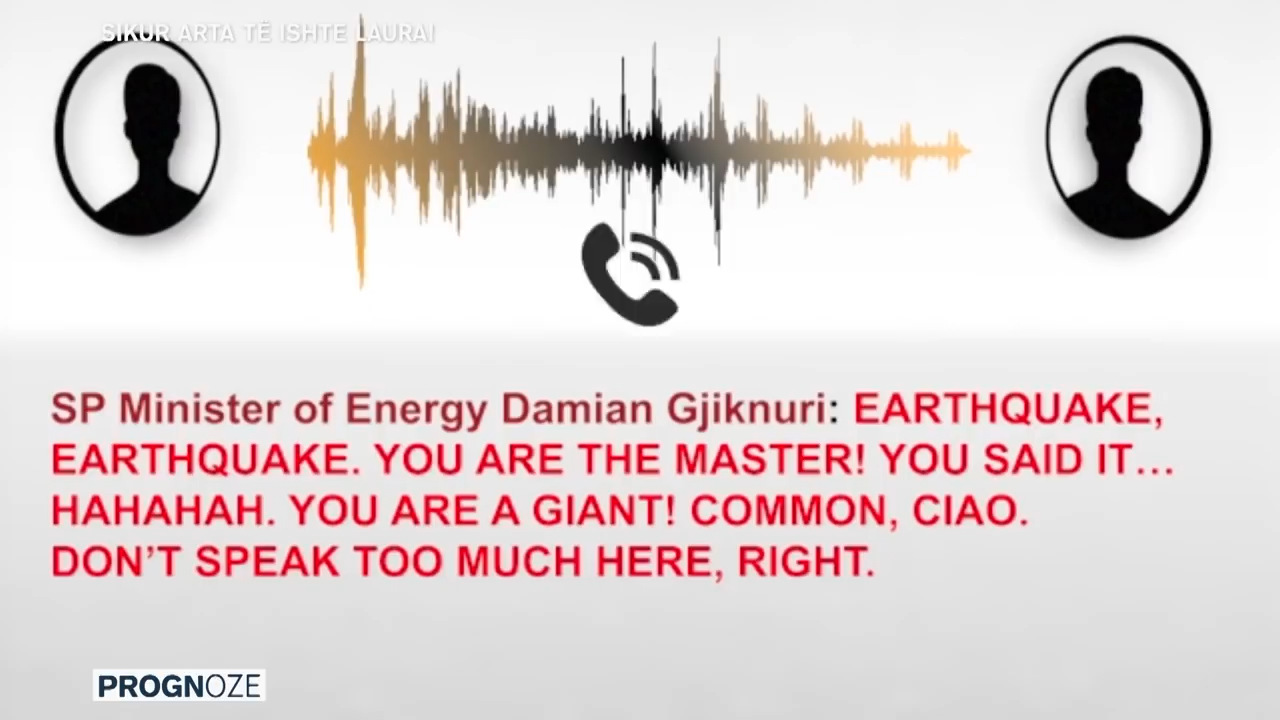 SIKUR ARTA TË ISHTE LAURA!
SP Minister of Energy Damian Gjiknuri: EARTHQUAKE,
EARTHQUAKE. YOU ARE THE MASTER! YOU SAID IT...
HAHAHAH. YOU ARE A GIANT! COMMON, CIAO.
DON'T SPEAK TOO MUCH HERE, RIGHT.
PROGNOZE